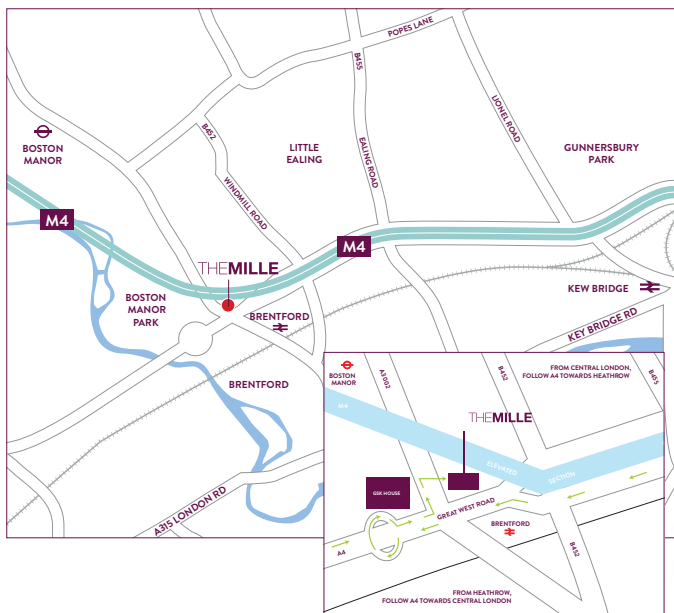 POPES LANE
B455
LIONEL ROAD
B452
BOSTON
MANOR
LITTLE
EALING
EALING ROAD
GUNNERSBURY
PARK
WINDMILL ROAD
M4
M4
THEMILLE
KEW BRIDGE
BOSTON
MANOR
PARK
BRENTFORD
KEY BRIDGE RD
BRENTFORD
A315 LONDON RD
BOSTON
MANOR
A3002
B452
FROM CENTRAL LONDON,
FOLLOW A4 TOWARDS HEATHROW
B455
M4
THEMILLE
ELEVATED
SECTION
GSK HOUSE
GREAT WEST ROAD
BRENTFORD
A4
B452
FROM HEATHROW,
FOLLOW A4 TOWARDS CENTRAL LONDON